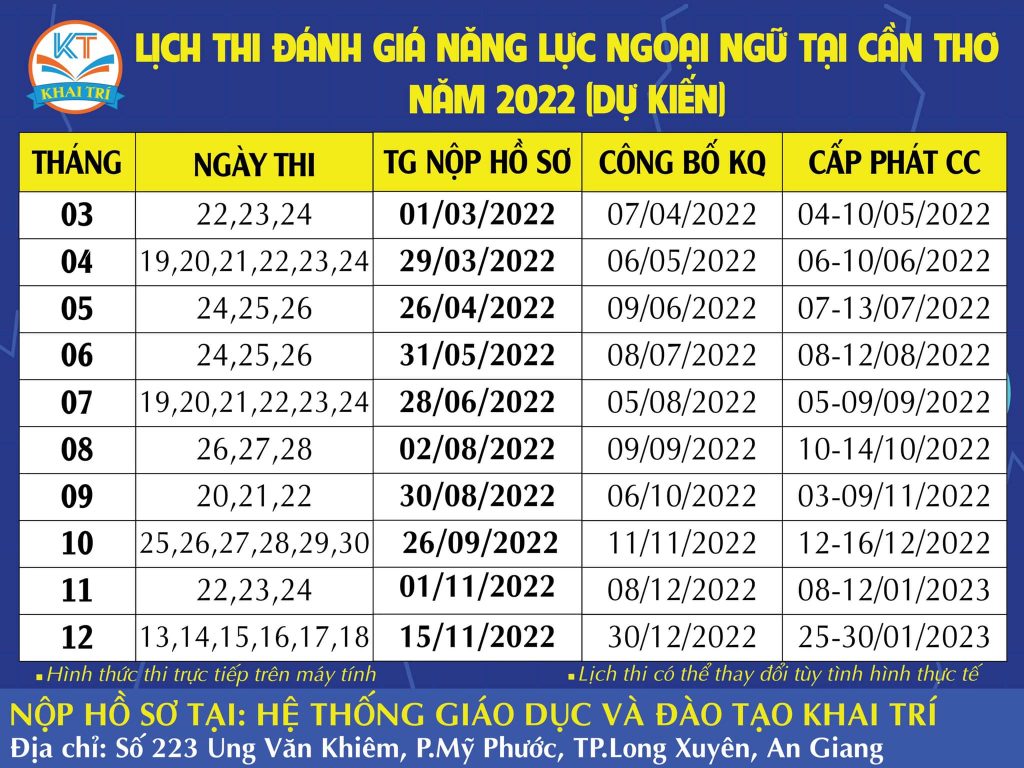 KT
KHAI TRÍ
LỊCH THI ĐÁNH GIÁ NĂNG LỰC NGOẠI NGỮ TẠI CẦN THƠ
NĂM 2022 (DỰ KIẾN)
THÁNG NGÀY THI TG NỘP HỒ SƠ CÔNG BỐ KQ CẤP PHÁT CC
03 22,23,24 01/03/2022 07/04/2022 04-10/05/2022
04 19,20,21,22,23,24 29/03/2022 06/05/2022 06-10/06/2022
05 24,25,26 26/04/2022 09/06/2022 07-13/07/2022
06 24,25,26 31/05/2022 08/07/2022 08-12/08/2022
07 19,20,21,22,23,24 28/06/2022 05/08/2022 05-09/09/2022
08 26,27,28 02/08/2022 09/09/2022 10-14/10/2022
09 20,21,22 30/08/2022 06/10/2022 03-09/11/2022
10 25,26,27,28,29,30 26/09/2022 11/11/2022 12-16/12/2022
11 22,23,24 01/11/2022 08/12/2022 08-12/01/2023
12 13,14,15,16,17,18 15/11/2022 30/12/2022 25-30/01/2023
▪ Hình thức thi trực tiếp trên máy tính ▪ Lịch thi có thể thay đổi tùy tình hình thực tế
NỘP HỒ SƠ TẠI: HỆ THỐNG GIÁO DỤC VÀ ĐÀO TẠO KHAI TRÍ
Địa chỉ: Số 223 Ung Văn Khiêm, P.Mỹ Phước, TP.Long Xuyên, An Giang